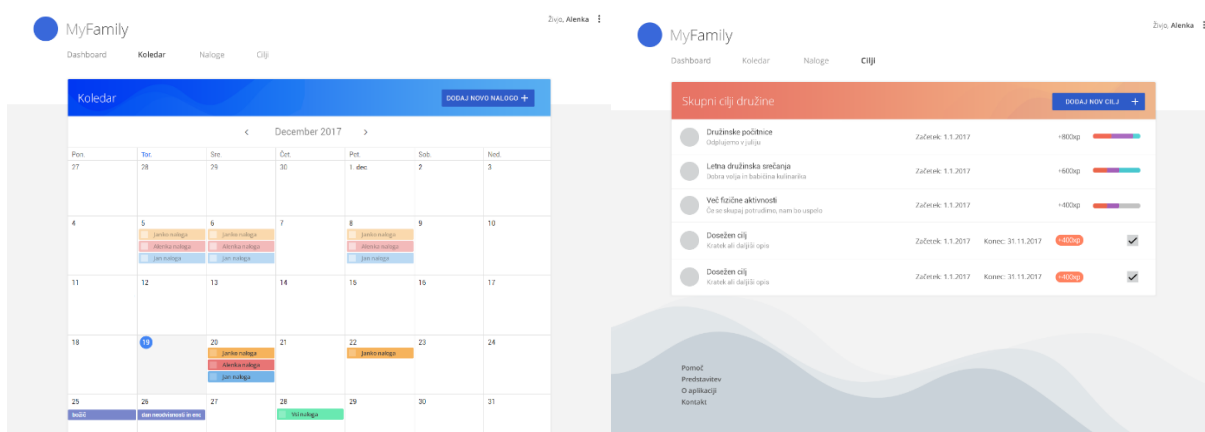 MyFamily
Živjo, Alenka
Dashboard Koledar Naloge Cilji
Koledar
DODAJ NOVO NALOGO +
< December 2017 >
Pon. Tor. Sre. Čet. Pet. Sob. Ned.
27 28 29 30 1. dec 2 3
4 5 6 7 8 9 10
Janko naloga Janko naloga Janko naloga
Alenka naloga Alenka naloga Alenka naloga
Jan naloga Jan naloga Jan naloga
11 12 13 14 15 16 17
18 19 20 21 22 23 24
Janko naloga Janko naloga
Alenka naloga
Jan naloga
25 26 27 28 29 30 31
božič dan neodvisnosti in eno Vsi naloga
MyFamily
Živjo, Alenka
Dashboard Koledar Naloge Cilji
Skupni cilji družine
DODAJ NOV CILJ +
Družinske počitnice
Odplujemo v juliju
Začetek: 1.1.2017 +800xp
Letna družinska srečanja
Dobra volja in babičina kulinarika
Začetek: 1.1.2017 +600xp
Več fizične aktivnosti
Če se skupaj potrudimo, nam bo uspelo
Začetek: 1.1.2017 +400xp
Dosežen cilj
Kratek ali daljši opis
Začetek: 1.1.2017 Konec: 31.11.2017 +400xp
Dosežen cilj
Kratek ali daljši opis
Začetek: 1.1.2017 Konec: 31.11.2017 +400xp
Pomoč
Predstavitev
O aplikaciji
Kontakt